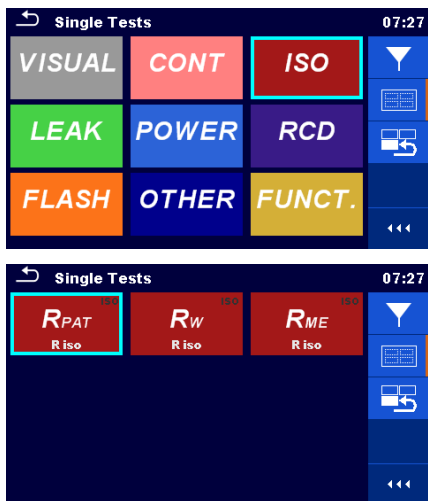 Single Tests 07:27
VISUAL CONT ISO
LEAK POWER RCD
FLASH OTHER FUNCT.
Single Tests 07:27
ISO ISO ISO
RPAT RW RME
R iso R iso R iso